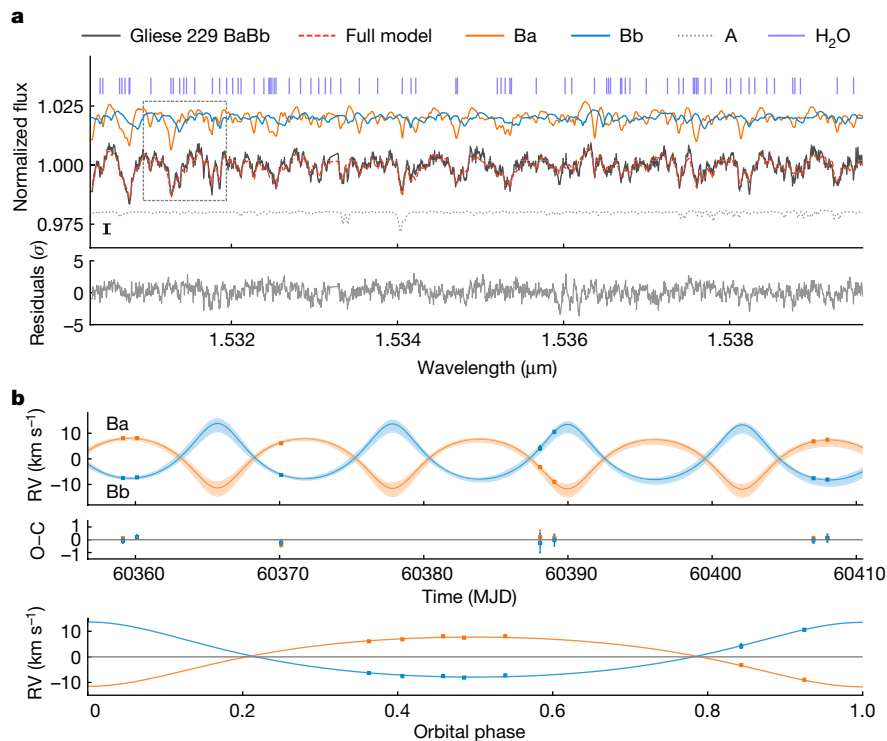 a
Gliese 229 BaBb Full model Ba Bb A H₂O
Normalized flux
1.025
1.000
0.975
Residuals (σ)
5
0
−5
1.532 1.534 1.536 1.538
Wavelength (μm)
b
RV (km s⁻¹)
10
0
−10
Ba
Bb
O−C
1
0
−1
60360 60370 60380 60390 60400 60410
Time (MJD)
RV (km s⁻¹)
10
0
−10
0 0.2 0.4 0.6 0.8 1.0
Orbital phase